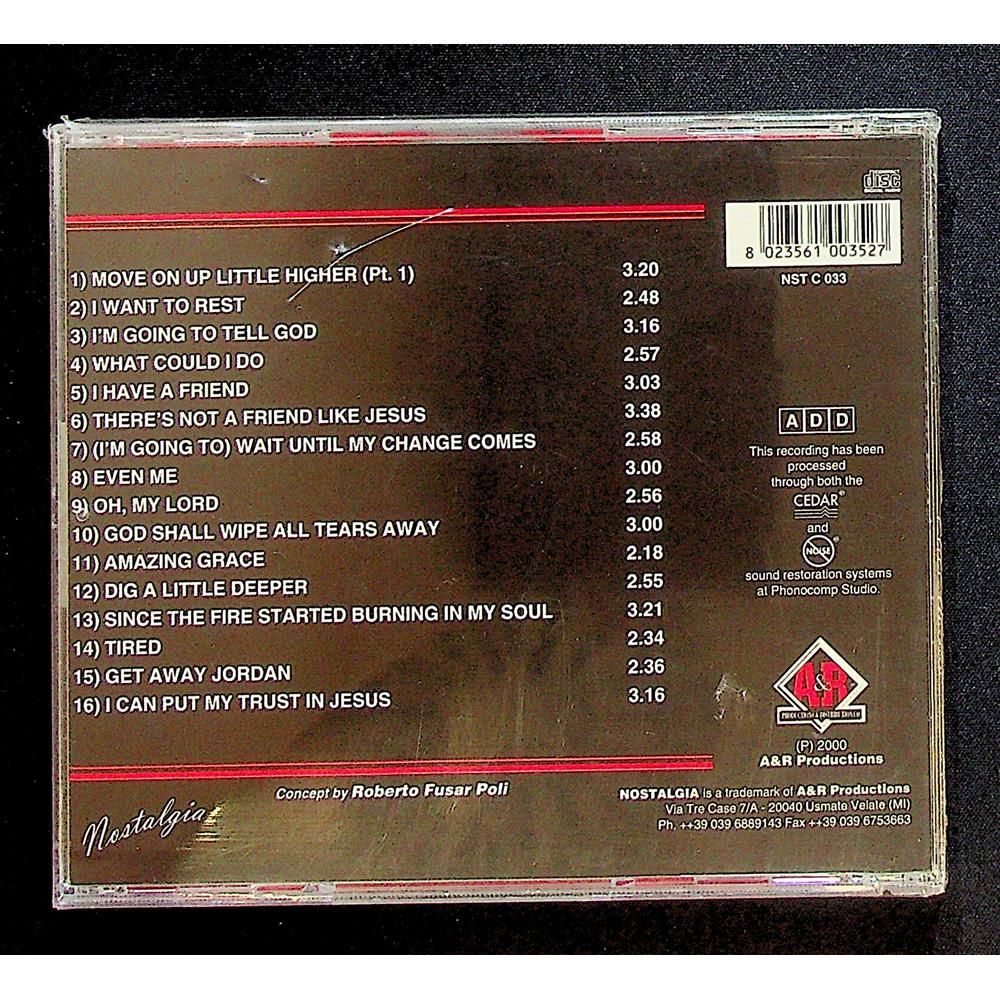 COMPACT
disc
DIGITAL AUDIO
8 023561 003527
NST C 033
1) MOVE ON UP LITTLE HIGHER (Pt. 1) 3.20
2) I WANT TO REST 2.48
3) I'M GOING TO TELL GOD 3.16
4) WHAT COULD I DO 2.57
5) I HAVE A FRIEND 3.03
6) THERE'S NOT A FRIEND LIKE JESUS 3.38
7) (I'M GOING TO) WAIT UNTIL MY CHANGE COMES 2.58
8) EVEN ME 3.00
9) OH, MY LORD 2.56
10) GOD SHALL WIPE ALL TEARS AWAY 3.00
11) AMAZING GRACE 2.18
12) DIG A LITTLE DEEPER 2.55
13) SINCE THE FIRE STARTED BURNING IN MY SOUL 3.21
14) TIRED 2.34
15) GET AWAY JORDAN 2.36
16) I CAN PUT MY TRUST IN JESUS 3.16
ADD
This recording has been
processed
through both the
CEDAR®
and
NOISE
sound restoration systems
at Phonocomp Studio.
A&R
PRODUCTIONS & DISTRIBUTION
(P) 2000
A&R Productions
Concept by Roberto Fusar Poli
Nostalgia
NOSTALGIA is a trademark of A&R Productions
Via Tre Case 7/A - 20040 Usmate Velate (MI)
Ph. ++39 039 6889143 Fax ++39 039 6753663